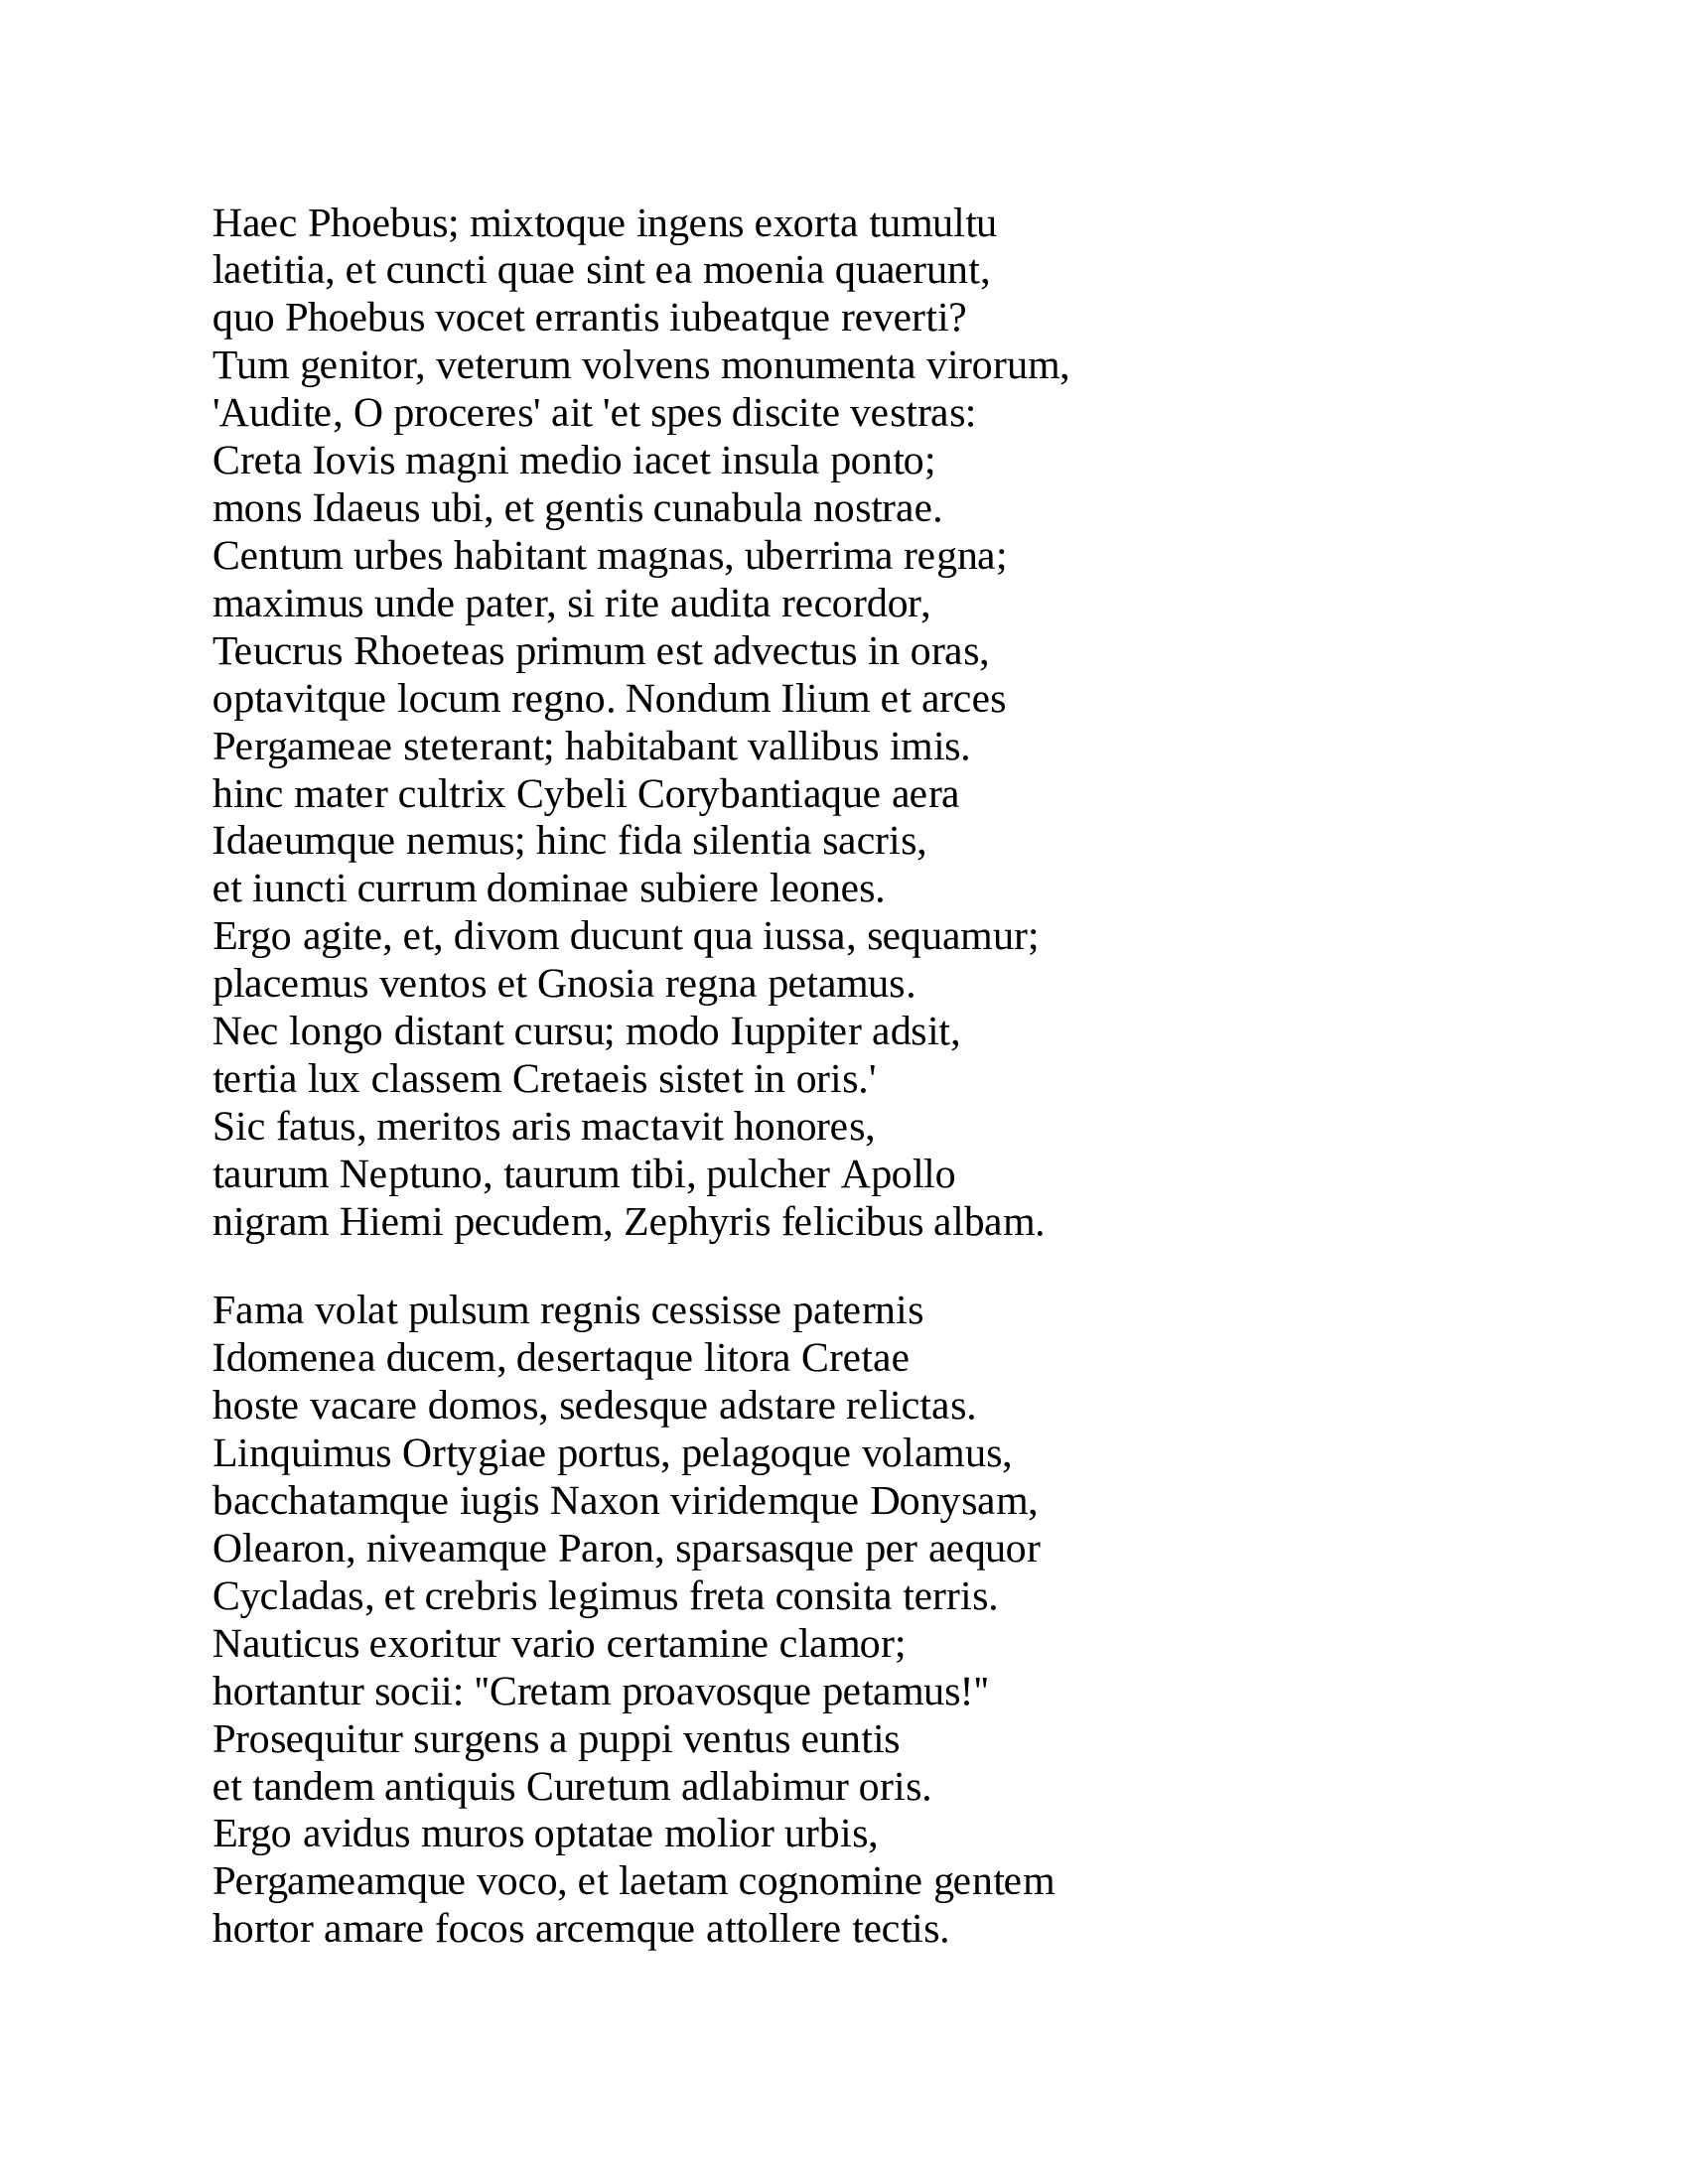 Haec Phoebus; mixtoque ingens exorta tumultu
laetitia, et cuncti quae sint ea moenia quaerunt,
quo Phoebus vocet errantis iubeatque reverti?
Tum genitor, veterum volvens monumenta virorum,
'Audite, O proceres' ait 'et spes discite vestras:
Creta Iovis magni medio iacet insula ponto;
mons Idaeus ubi, et gentis cunabula nostrae.
Centum urbes habitant magnas, uberrima regna;
maximus unde pater, si rite audita recordor,
Teucrus Rhoeteas primum est advectus in oras,
optavitque locum regno. Nondum Ilium et arces
Pergameae steterant; habitabant vallibus imis.
hinc mater cultrix Cybeli Corybantiaque aera
Idaeumque nemus; hinc fida silentia sacris,
et iuncti currum dominae subiere leones.
Ergo agite, et, divom ducunt qua iussa, sequamur;
placemus ventos et Gnosia regna petamus.
Nec longo distant cursu; modo Iuppiter adsit,
tertia lux classem Cretaeis sistet in oris.'
Sic fatus, meritos aris mactavit honores,
taurum Neptuno, taurum tibi, pulcher Apollo
nigram Hiemi pecudem, Zephyris felicibus albam.

Fama volat pulsum regnis cessisse paternis
Idomenea ducem, desertaque litora Cretae
hoste vacare domos, sedesque adstare relictas.
Linquimus Ortygiae portus, pelagoque volamus,
bacchatamque iugis Naxon viridemque Donysam,
Olearon, niveamque Paron, sparsasque per aequor
Cycladas, et crebris legimus freta consita terris.
Nauticus exoritur vario certamine clamor;
hortantur socii: "Cretam proavosque petamus!"
Prosequitur surgens a puppi ventus euntis
et tandem antiquis Curetum adlabimur oris.
Ergo avidus muros optatae molior urbis,
Pergameamque voco, et laetam cognomine gentem
hortor amare focos arcemque attollere tectis.